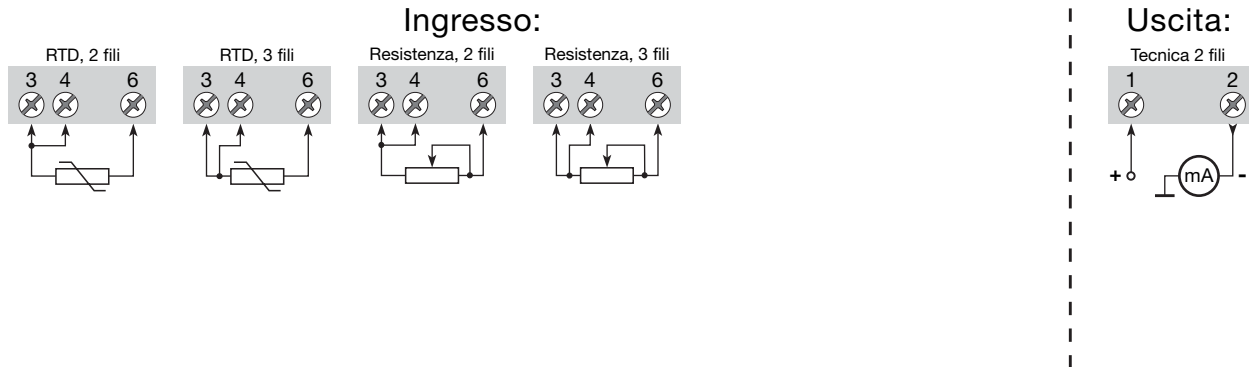 Ingresso:
Uscita:
RTD, 2 fili
RTD, 3 fili
Resistenza, 2 fili
Resistenza, 3 fili
Tecnica 2 fili
3 4 6
3 4 6
3 4 6
3 4 6
1 2
+ mA -